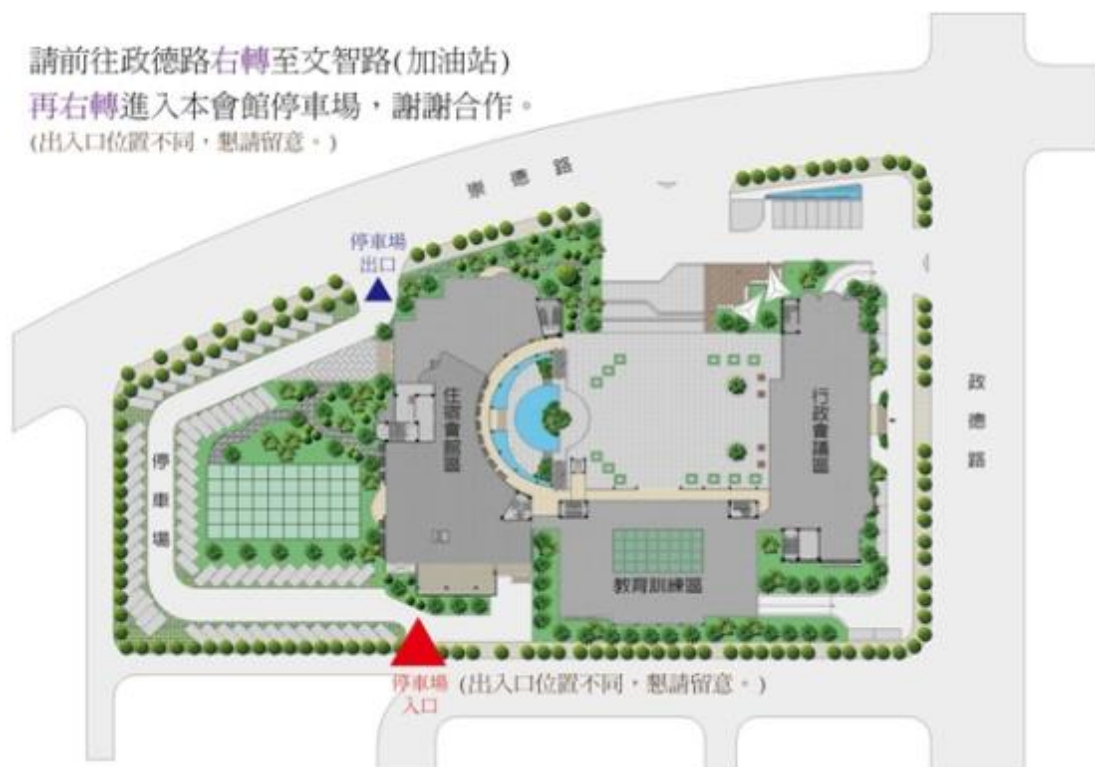 請前往政德路右轉至文智路(加油站)
再右轉進入本會館停車場，謝謝合作。
(出入口位置不同，懇請留意。)
崇德路
停車場
出口
住宿會館區
行政會議區
政德路
停車場
教育訓練區
停車場
入口
(出入口位置不同，懇請留意。)